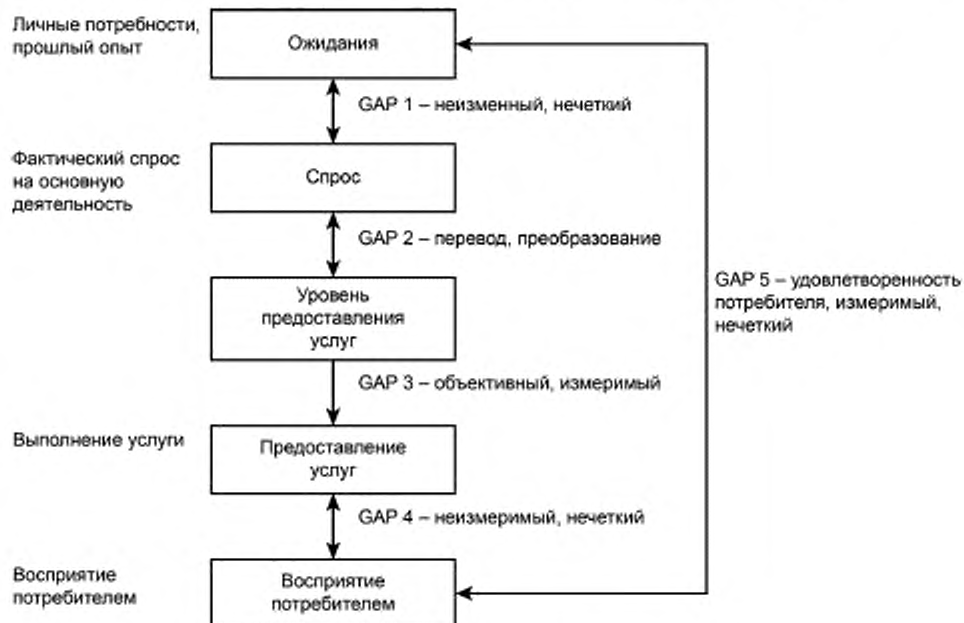 Личные потребности,
прошлый опыт
Ожидания
GAP 1 – неизменный, нечеткий
Фактический спрос
на основную
деятельность
Спрос
GAP 2 – перевод, преобразование
Уровень
предоставления
услуг
GAP 5 – удовлетворенность
потребителя, измеримый,
нечеткий
GAP 3 – объективный, измеримый
Выполнение услуги
Предоставление
услуг
GAP 4 – неизмеримый, нечеткий
Восприятие
потребителем
Восприятие
потребителем